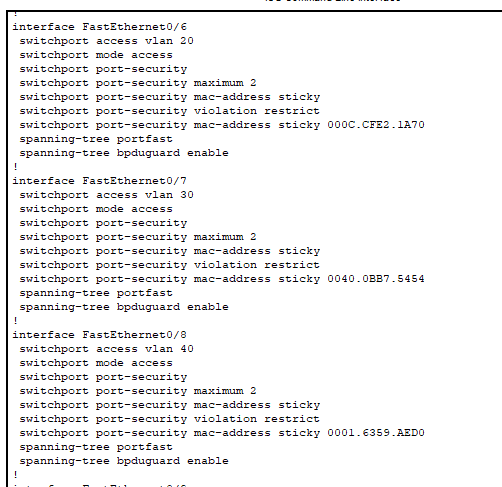 !
interface FastEthernet0/6
switchport access vlan 20
switchport mode access
switchport port-security
switchport port-security maximum 2
switchport port-security mac-address sticky
switchport port-security violation restrict
switchport port-security mac-address sticky 000C.CFE2.1A70
spanning-tree portfast
spanning-tree bpduguard enable
!
interface FastEthernet0/7
switchport access vlan 30
switchport mode access
switchport port-security
switchport port-security maximum 2
switchport port-security mac-address sticky
switchport port-security violation restrict
switchport port-security mac-address sticky 0040.0BB7.5454
spanning-tree portfast
spanning-tree bpduguard enable
!
interface FastEthernet0/8
switchport access vlan 40
switchport mode access
switchport port-security
switchport port-security maximum 2
switchport port-security mac-address sticky
switchport port-security violation restrict
switchport port-security mac-address sticky 0001.6359.AED0
spanning-tree portfast
spanning-tree bpduguard enable
!